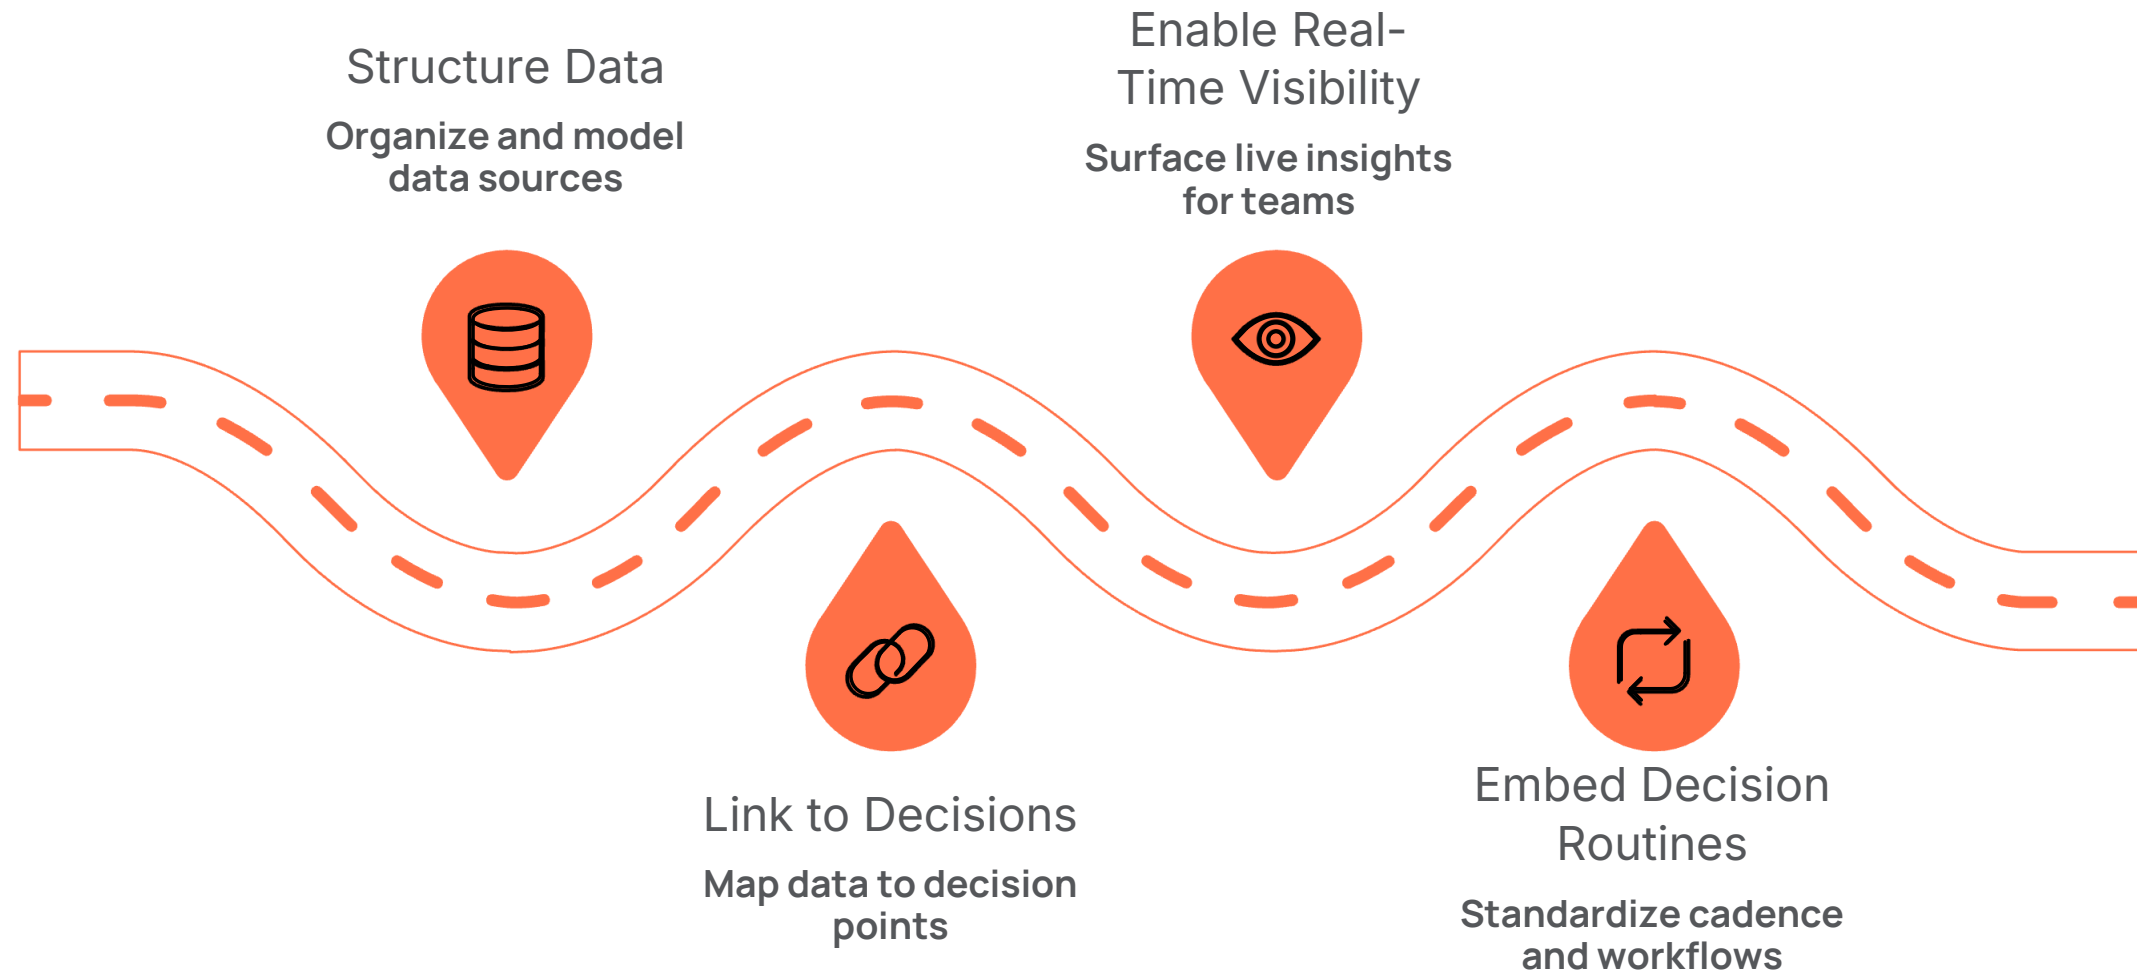 Structure Data
Organize and model
data sources
Link to Decisions
Map data to decision
points
Enable Real-
Time Visibility
Surface live insights
for teams
Embed Decision
Routines
Standardize cadence
and workflows